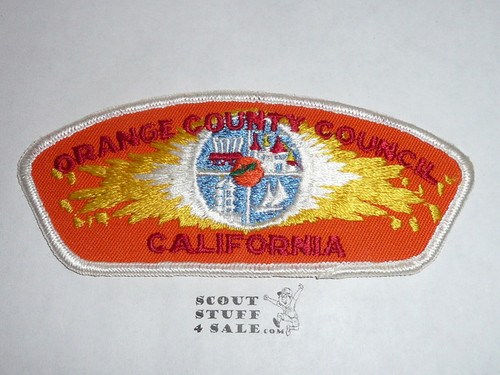 ORANGE COUNTY COUNCIL
CALIFORNIA
SCOUT
STUFF
4 SALE.COM